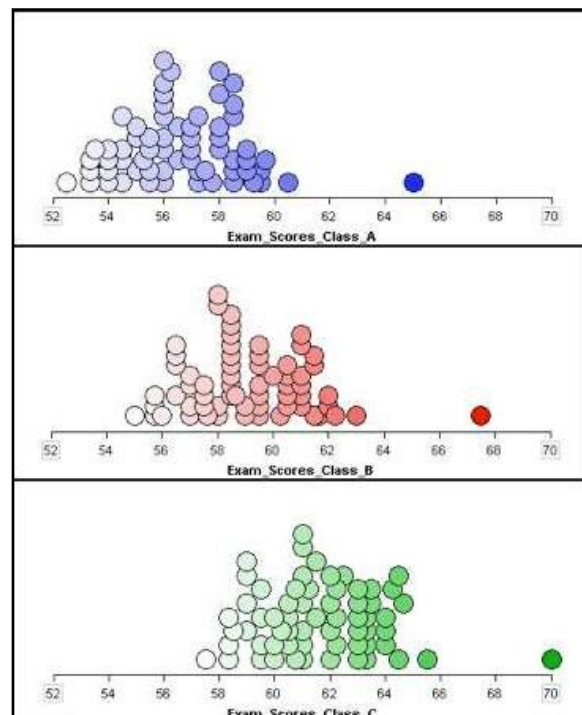 52 54 56 58 60 62 64 66 68 70
Exam_Scores_Class_A
52 54 56 58 60 62 64 66 68 70
Exam_Scores_Class_B
52 54 56 58 60 62 64 66 68 70
Exam_Scores_Class_C